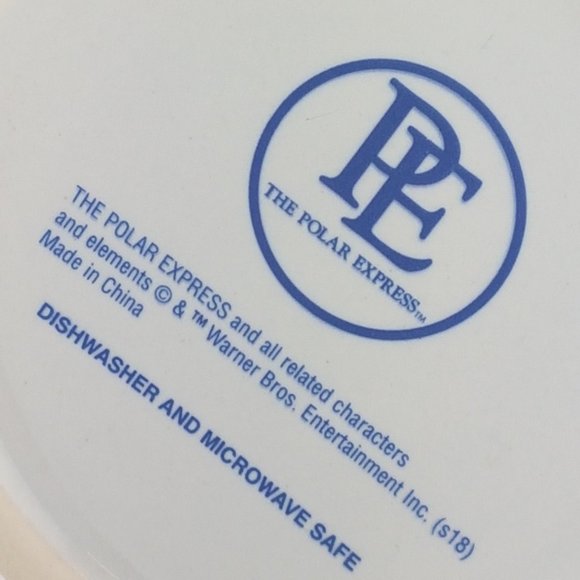 PE
THE POLAR EXPRESS™
THE POLAR EXPRESS and all related characters
and elements © & ™ Warner Bros. Entertainment Inc. (s18)
Made in China
DISHWASHER AND MICROWAVE SAFE